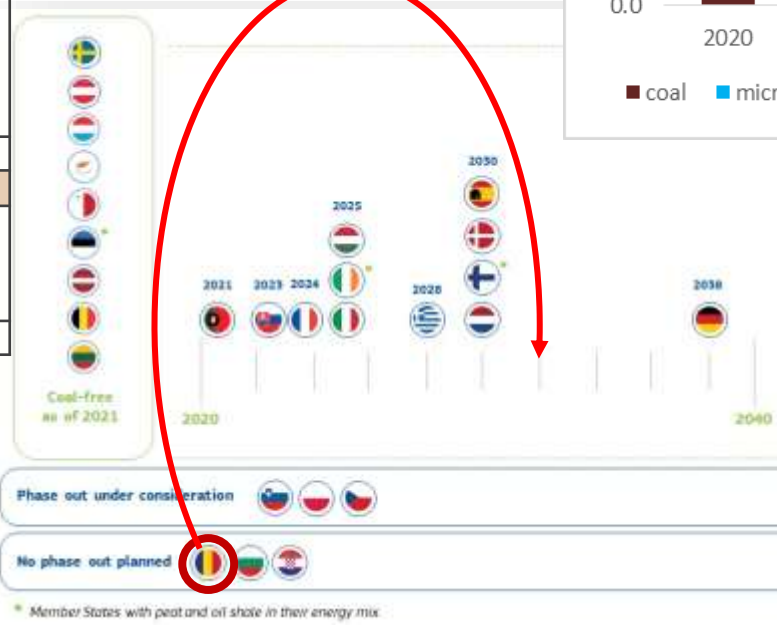 0.0
2020
coal micr
2030
2025
2021 2023 2024
2028
2038
Coal-free
as of 2021
2020 2040
Phase out under consideration
No phase out planned
* Member States with peat and oil shale in their energy mix